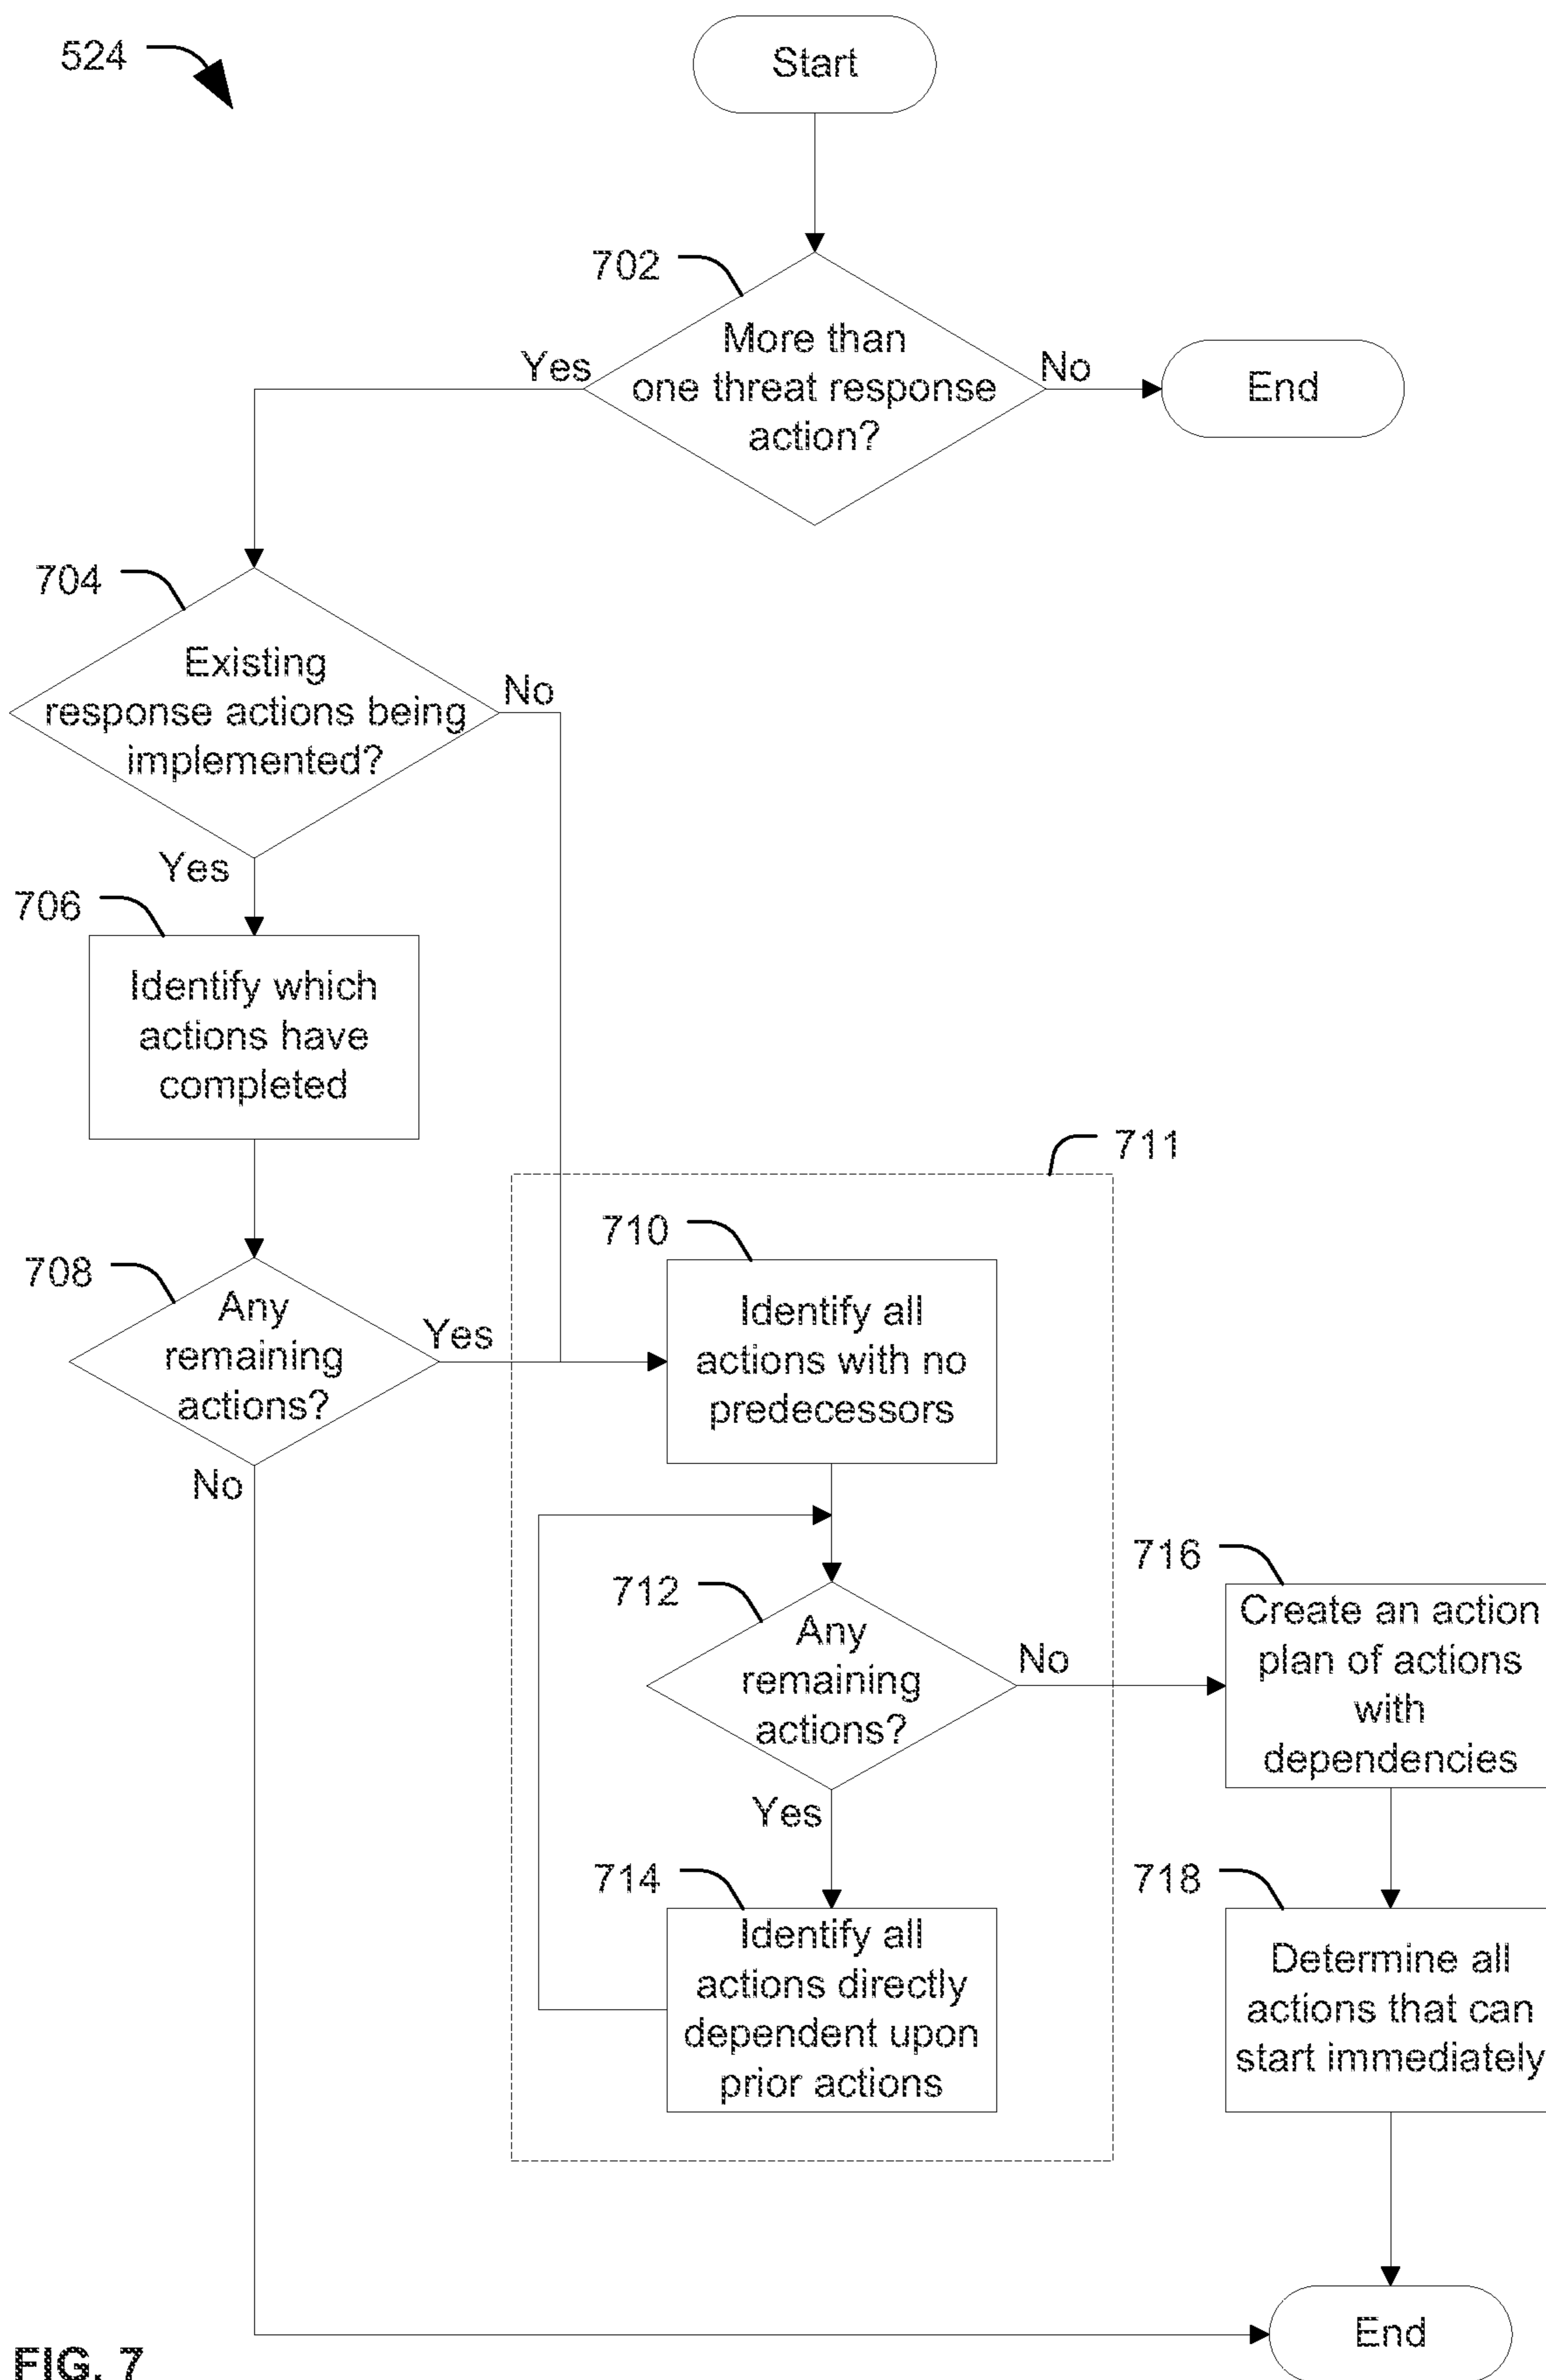 524
Start
702
More than
one threat response
action?
Yes
No
End
704
Existing
response actions being
implemented?
No
Yes
706
Identify which
actions have
completed
711
710
Identify all
actions with no
predecessors
708
Any
remaining
actions?
Yes
No
712
Any
remaining
actions?
No
Yes
716
Create an action
plan of actions
with
dependencies
714
Identify all
actions directly
dependent upon
prior actions
718
Determine all
actions that can
start immediately
End
FIG. 7